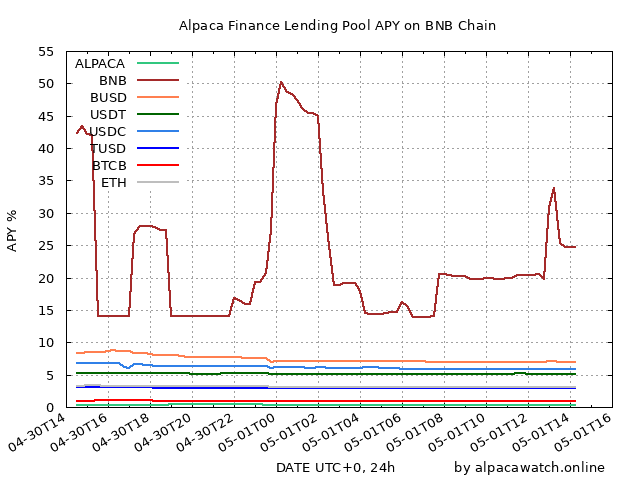 Alpaca Finance Lending Pool APY on BNB Chain
55
50
45
40
35
30
25
20
15
10
5
0
APY %
ALPACA
BNB
BUSD
USDT
USDC
TUSD
BTCB
ETH
04-30T14
04-30T16
04-30T18
04-30T20
04-30T22
05-01T00
05-01T02
05-01T04
05-01T06
05-01T08
05-01T10
05-01T12
05-01T14
05-01T16
DATE UTC+0, 24h
by alpacawatch.online